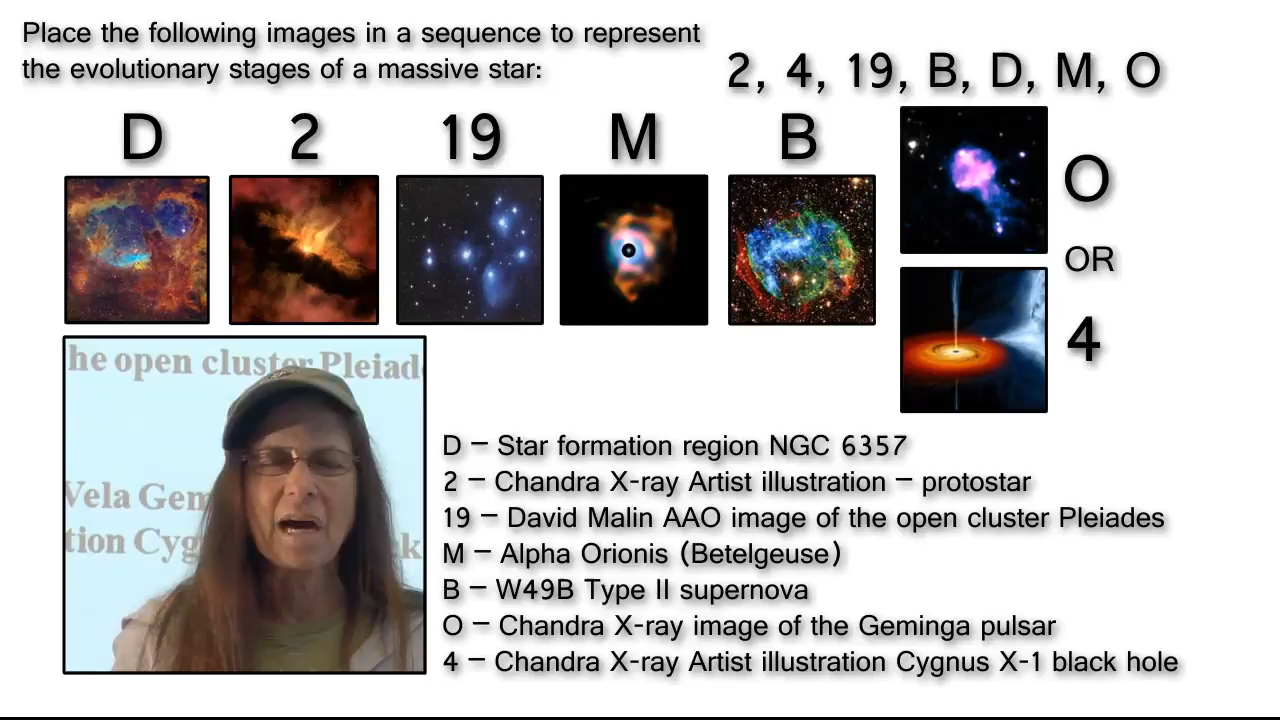 Place the following images in a sequence to represent
the evolutionary stages of a massive star:
2, 4, 19, B, D, M, O
D
2
19
M
B
O
OR
4
he open cluster Pleiad
Vela Gem
tion Cyg
k
D – Star formation region NGC 6357
2 – Chandra X-ray Artist illustration – protostar
19 – David Malin AAO image of the open cluster Pleiades
M – Alpha Orionis (Betelgeuse)
B – W49B Type II supernova
O – Chandra X-ray image of the Geminga pulsar
4 – Chandra X-ray Artist illustration Cygnus X-1 black hole